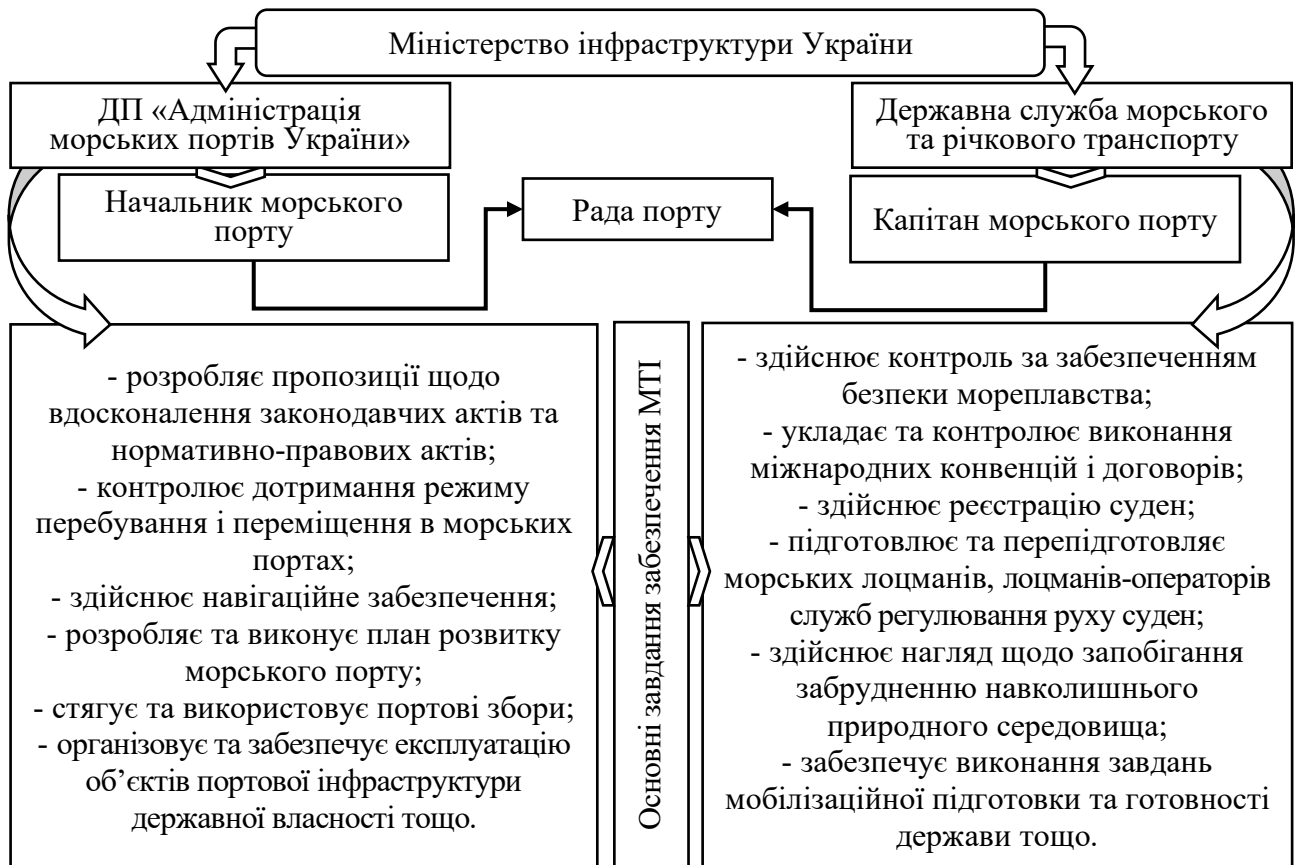 Міністерство інфраструктури України
ДП «Адміністрація
морських портів України»
Державна служба морського
та річкового транспорту
Начальник морського
порту
Рада порту
Капітан морського порту
- розробляє пропозиції щодо
вдосконалення законодавчих актів та
нормативно-правових актів;
- контролює дотримання режиму
перебування і переміщення в морських
портах;
- здійснює навігаційне забезпечення;
- розробляє та виконує план розвитку
морського порту;
- стягує та використовує портові збори;
- організовує та забезпечує експлуатацію
об’єктів портової інфраструктури
державної власності тощо.
Основні завдання забезпечення МТІ
- здійснює контроль за забезпеченням
безпеки мореплавства;
- укладає та контролює виконання
міжнародних конвенцій і договорів;
- здійснює реєстрацію суден;
- підготовлює та перепідготовляє
морських лоцманів, лоцманів-операторів
служб регулювання руху суден;
- здійснює нагляд щодо запобігання
забрудненню навколишнього
природного середовища;
- забезпечує виконання завдань
мобілізаційної підготовки та готовності
держави тощо.